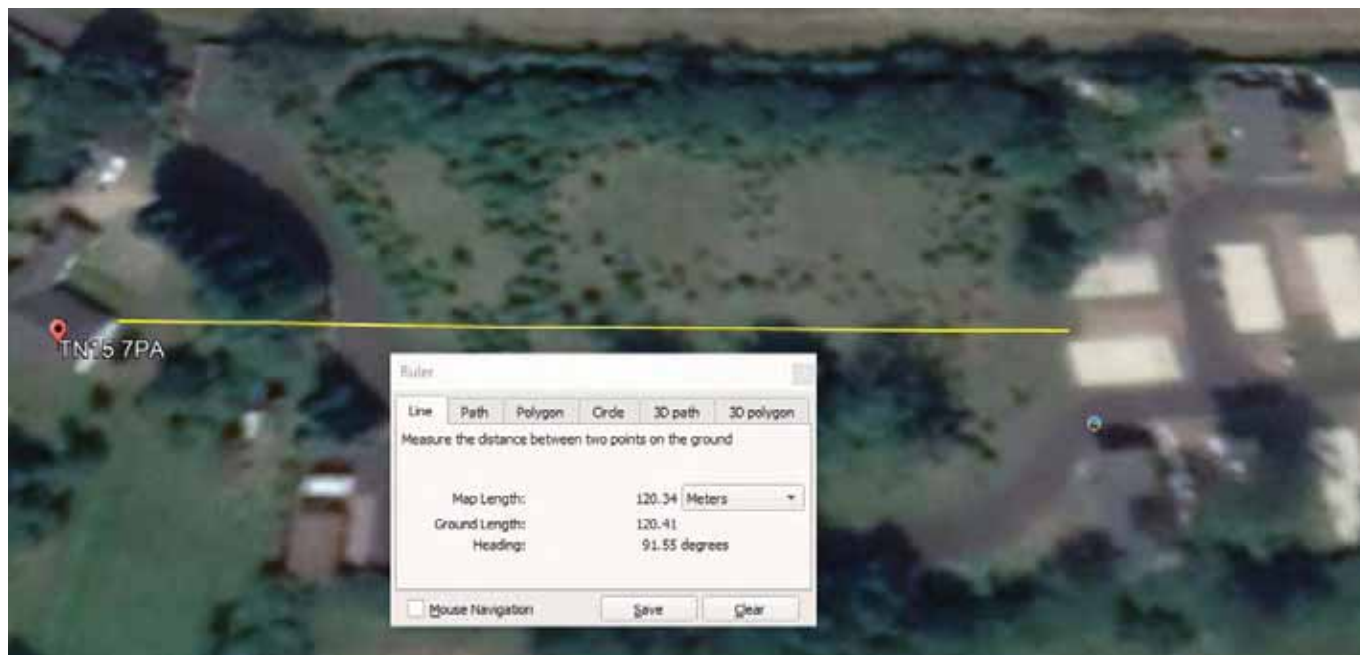 TN15 7PA
Ruler
Line Path Polygon Circle 3D path 3D polygon
Measure the distance between two points on the ground
Map Length: 120.34 Meters
Ground Length: 120.41
Heading: 91.55 degrees
Mouse Navigation Save Clear